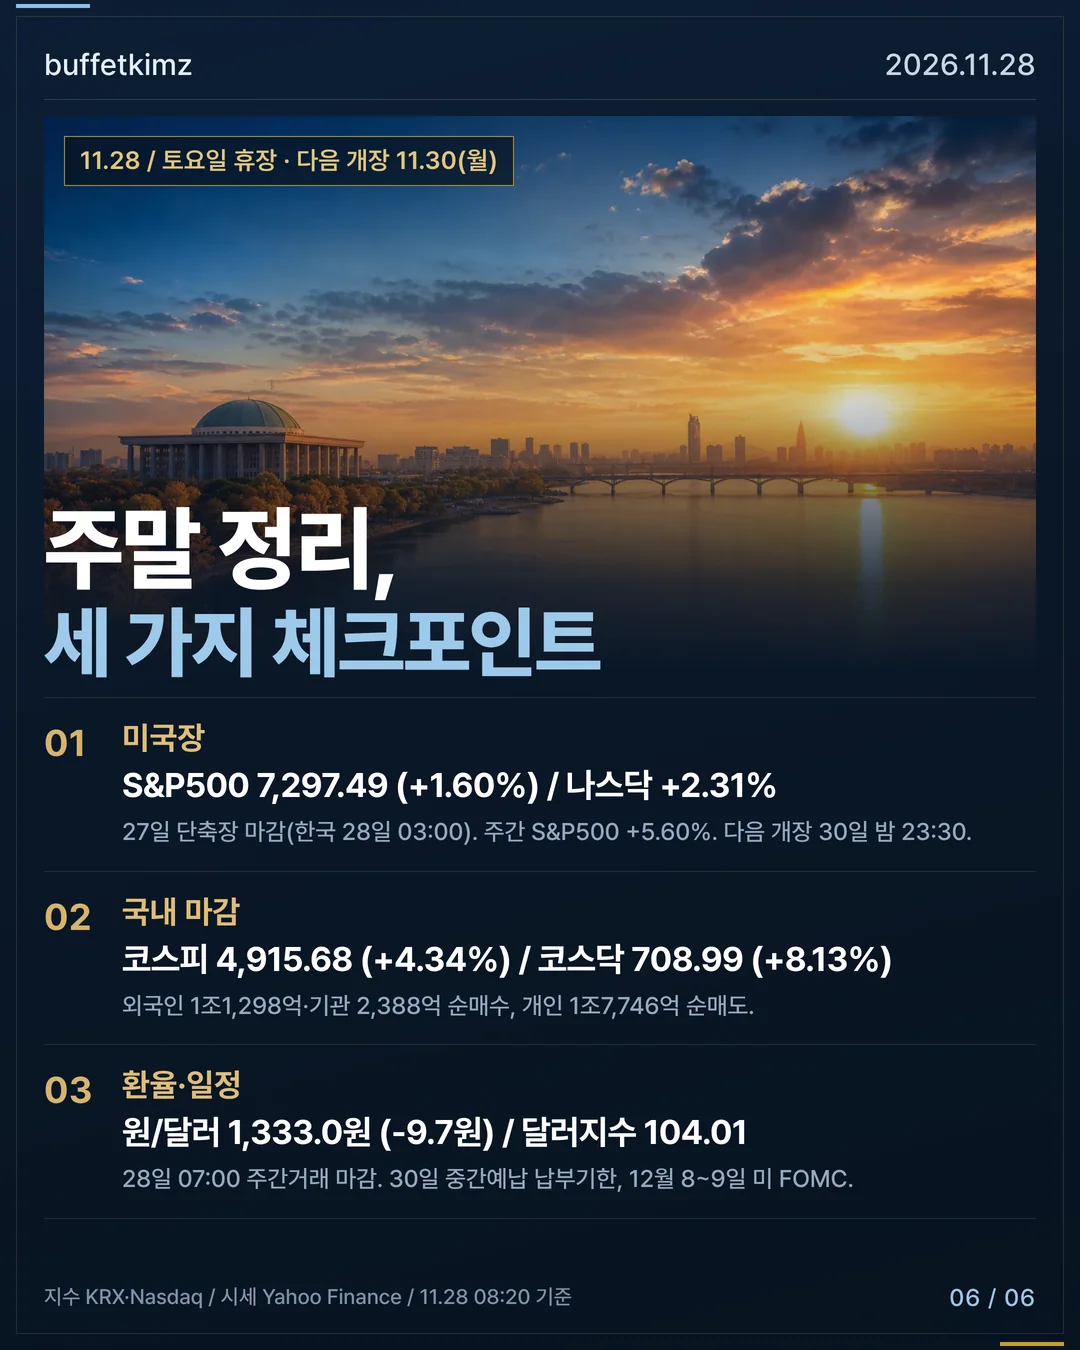 buffetkimz
2026.11.28
11.28 / 토요일 휴장 · 다음 개장 11.30(월)
주말 정리,
세 가지 체크포인트
01
미국장
S&P500 7,297.49 (+1.60%) / 나스닥 +2.31%
27일 단축장 마감(한국 28일 03:00). 주간 S&P500 +5.60%. 다음 개장 30일 밤 23:30.
02
국내 마감
코스피 4,915.68 (+4.34%) / 코스닥 708.99 (+8.13%)
외국인 1조1,298억·기관 2,388억 순매수, 개인 1조7,746억 순매도.
03
환율·일정
원/달러 1,333.0원 (-9.7원) / 달러지수 104.01
28일 07:00 주간거래 마감. 30일 중간예납 납부기한, 12월 8~9일 미 FOMC.
지수 KRX·Nasdaq / 시세 Yahoo Finance / 11.28 08:20 기준
06 / 06